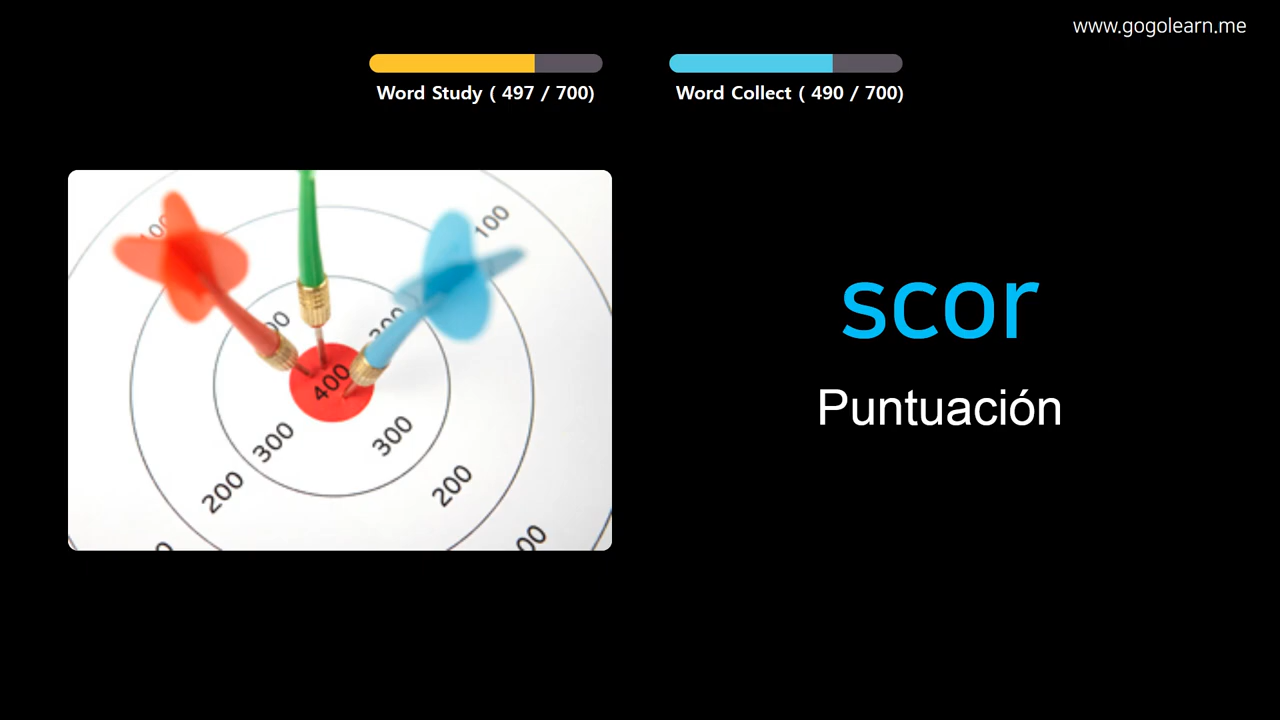 www.gogolearn.me
Word Study ( 497 / 700)
Word Collect ( 490 / 700)
100
200
400
300
300
200
200
00
scor
Puntuación